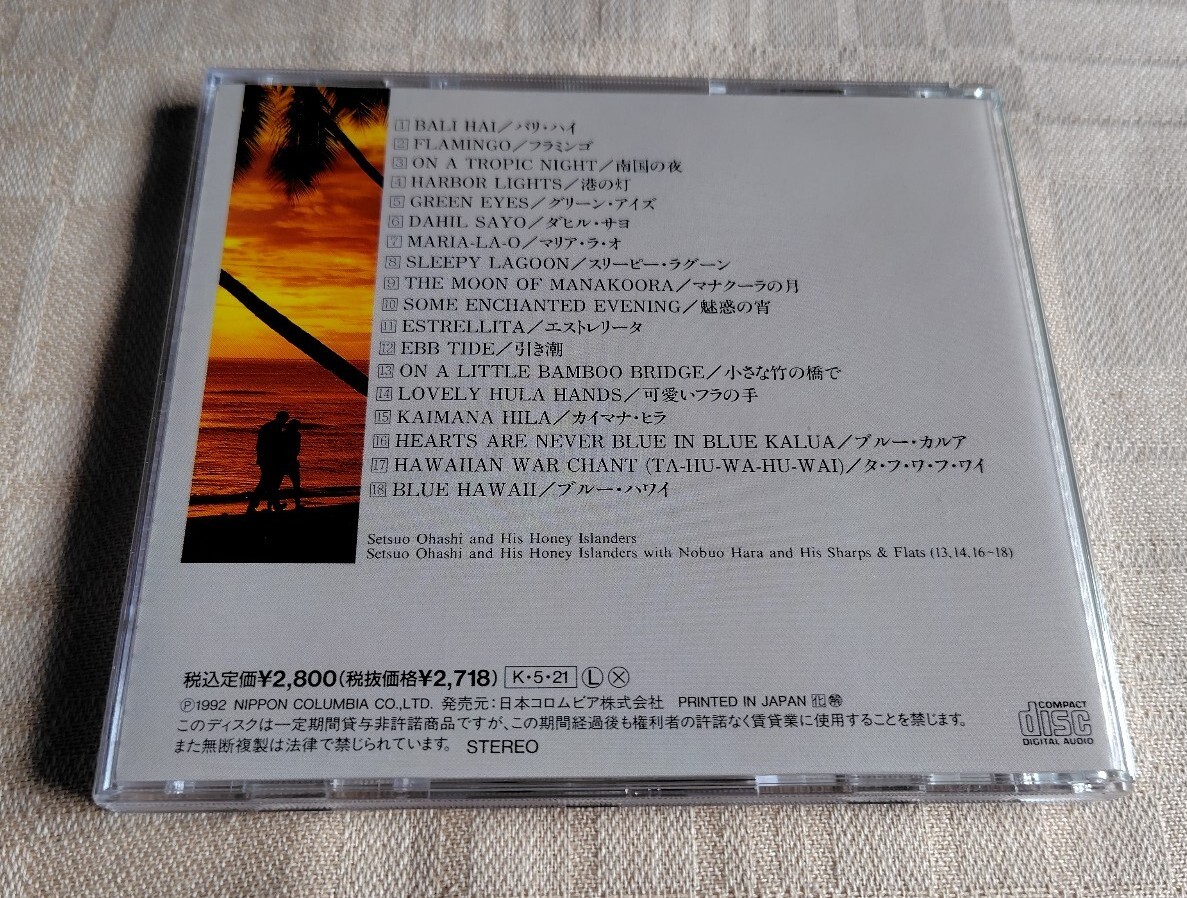 1 BALI HAI／バリ・ハイ
2 FLAMINGO／フラミンゴ
3 ON A TROPIC NIGHT／南国の夜
4 HARBOR LIGHTS／港の灯
5 GREEN EYES／グリーン・アイズ
6 DAHIL SAYO／ダヒル・サヨ
7 MARIA-LA-O／マリア・ラ・オ
8 SLEEPY LAGOON／スリーピー・ラグーン
9 THE MOON OF MANAKOORA／マナクーラの月
10 SOME ENCHANTED EVENING／魅惑の宵
11 ESTRELLITA／エストレリータ
12 EBB TIDE／引き潮
13 ON A LITTLE BAMBOO BRIDGE／小さな竹の橋で
14 LOVELY HULA HANDS／可愛いフラの手
15 KAIMANA HILA／カイマナ・ヒラ
16 HEARTS ARE NEVER BLUE IN BLUE KALUA／ブルー・カルア
17 HAWAIIAN WAR CHANT (TA-HU-WA-HU-WAI)／タ・フ・ワ・フ・ワイ
18 BLUE HAWAII／ブルー・ハワイ
Setsuo Ohashi and His Honey Islanders
Setsuo Ohashi and His Honey Islanders with Nobuo Hara and His Sharps & Flats (13,14,16~18)
税込定価¥2,800(税抜価格¥2,718) K・5・21 Ⓛ Ⓧ
Ⓟ1992 NIPPON COLUMBIA CO.,LTD. 発売元:日本コロムビア株式会社 PRINTED IN JAPAN
このディスクは一定期間貸与非許諾商品ですが、この期間経過後も権利者の許諾なく賃貸業に使用することを禁じます。
また無断複製は法律で禁じられています。 STEREO
COMPACT
disc
DIGITAL AUDIO